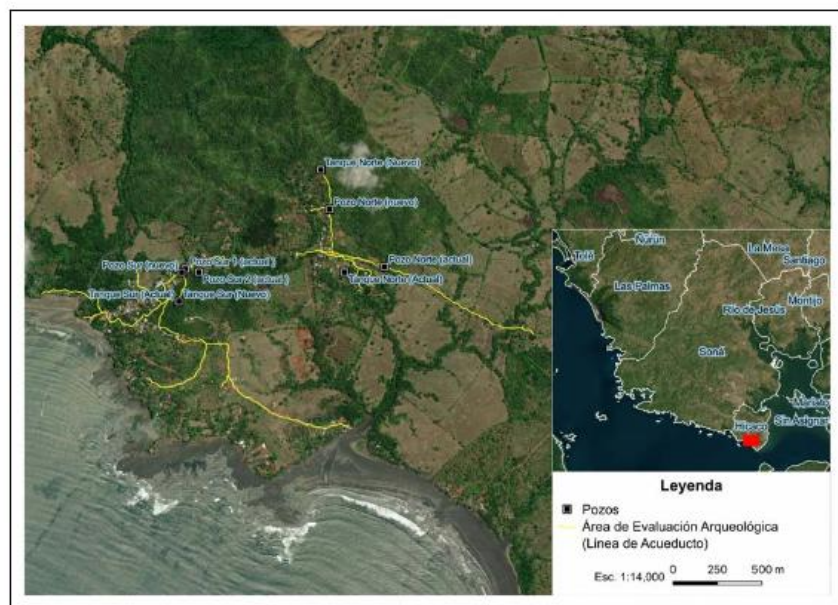 Tanque Norte (Nuevo)
Pozo Norte (nuevo)
Pozo Sur (nuevo)
Pozo Sur 1 (actual )
Pozo Sur 2 (actual )
Pozo Norte (actual)
Tanque Norte Actual)
Tanque Sur (Actual)
Tanque Sur (Nuevo)
Ñurun
Tolé
La Mesa
Santiago
Las Palmas
Montijo
Río de Jesús
Soná
Mariato
Sin Asignar
Hicaco
Leyenda
Pozos
Área de Evaluación Arqueológica
(Línea de Acueducto)
Esc. 1:14,000
0 250 500 m